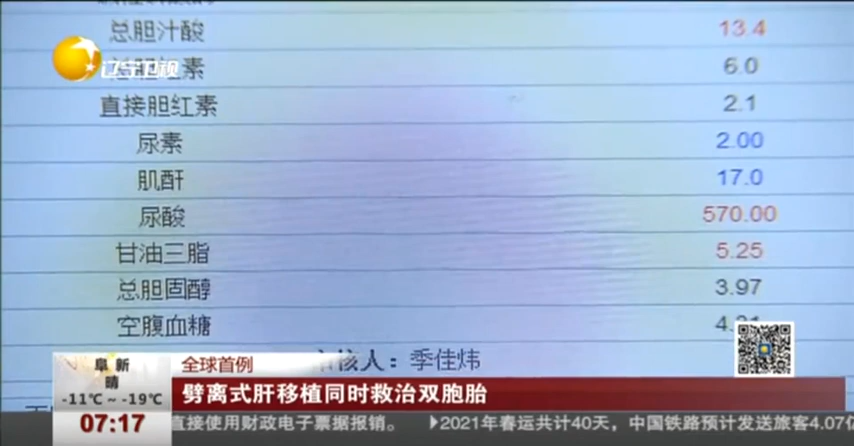 总胆汁酸 13.4
辽宁卫视
胆红素 6.0
直接胆红素 2.1
尿素 2.00
肌酐 17.0
尿酸 570.00
甘油三脂 5.25
总胆固醇 3.97
空腹血糖
核人：季佳炜
阜新
晴
-11℃ ~ -19℃
07:17
全球首例
劈离式肝移植同时救治双胞胎
直接使用财政电子票据报销。 ▶2021年春运共计40天，中国铁路预计发送旅客4.07亿